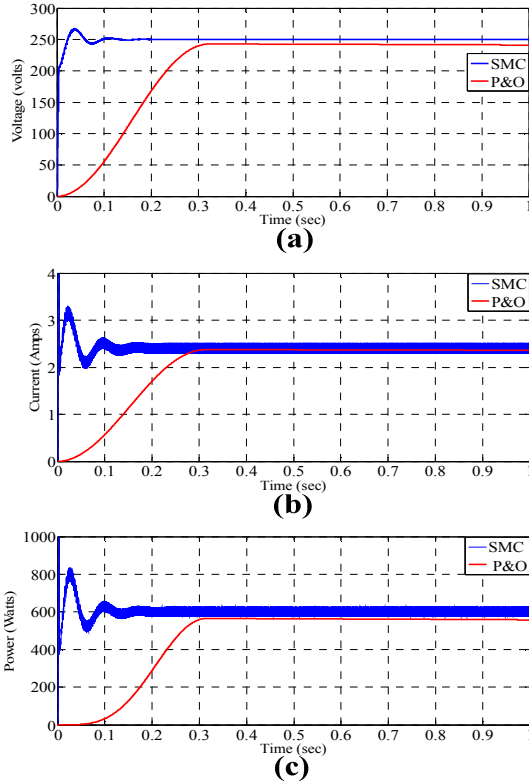 300
250
200
150
100
50
0
Voltage (volts)
SMC
P&O
0 0.1 0.2 0.3 0.4 0.5 0.6 0.7 0.8 0.9 1
Time (sec)
(a)
4
3
2
1
0
Current (Amps)
SMC
P&O
0 0.1 0.2 0.3 0.4 0.5 0.6 0.7 0.8 0.9 1
Time (sec)
(b)
1000
800
600
400
200
0
Power (Watts)
SMC
P&O
0 0.1 0.2 0.3 0.4 0.5 0.6 0.7 0.8 0.9 1
Time (sec)
(c)